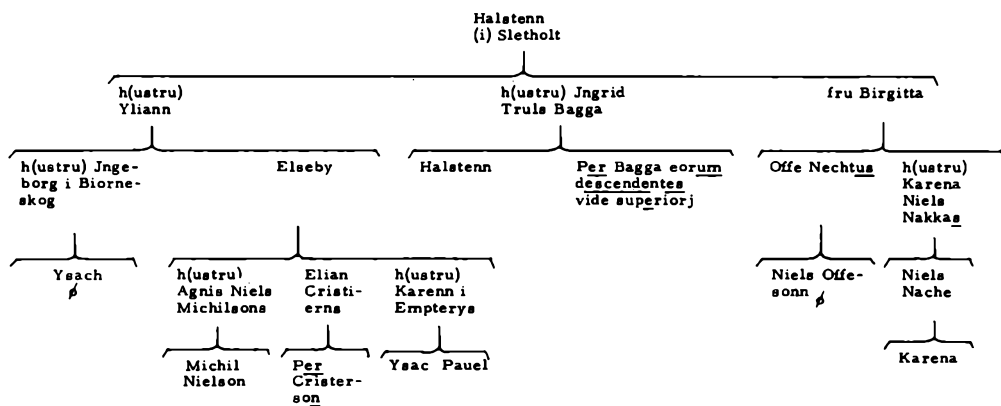 Halstenn
(i) Sletholt
h(ustru)
Yliann
h(ustru) Jngrid
Truls Bagga
fru Birgitta
h(ustru) Jnge-
borg i Biorne-
skog
Elseby
Halstenn
Per Bagga eorum
descendentes
vide superiorj
Offe Nechtus
h(ustru)
Karena
Niels
Nakkas
Ysach
ø
h(ustru)
Agnis Niels
Michilsons
Elian
Cristi-
erns
h(ustru)
Karenn i
Empterys
Niels Offe-
sonn ø
Niels
Nache
Michil
Nielson
Per
Crister-
son
Ysac Pauel
Karena